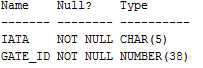 Name    Null?    Type
------- -------- ----------
IATA    NOT NULL CHAR(5)
GATE_ID NOT NULL NUMBER(38)